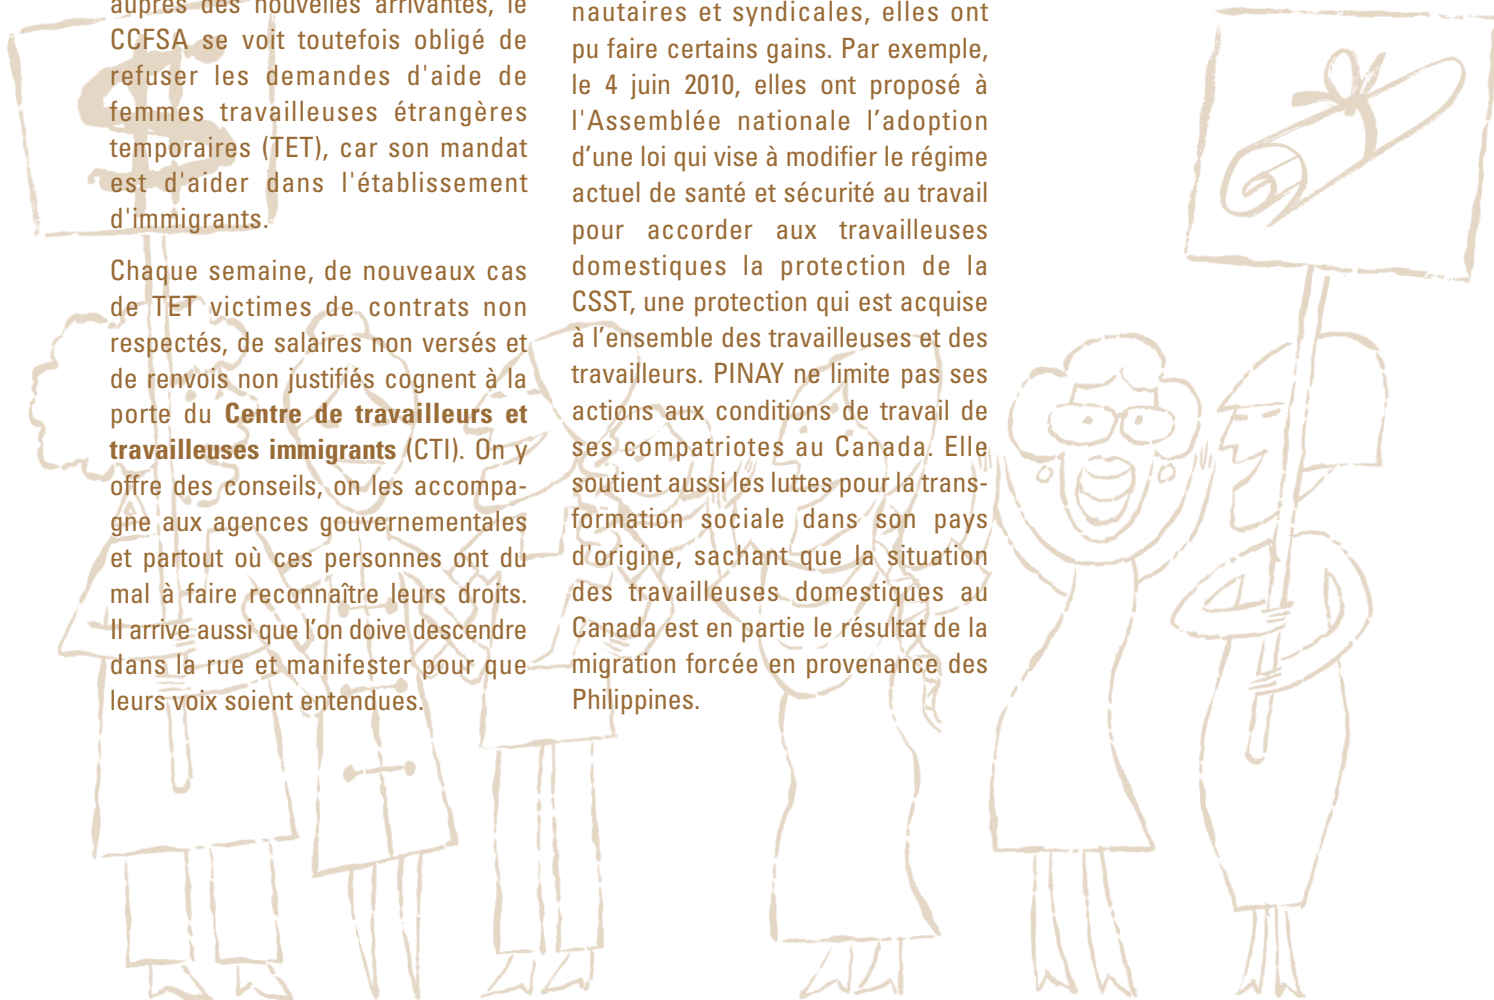 auprès des nouvelles arrivantes, le
CCFSA se voit toutefois obligé de
refuser les demandes d'aide de
femmes travailleuses étrangères
temporaires (TET), car son mandat
est d'aider dans l'établissement
d'immigrants.
Chaque semaine, de nouveaux cas
de TET victimes de contrats non
respectés, de salaires non versés et
de renvois non justifiés cognent à la
porte du Centre de travailleurs et
travailleuses immigrants (CTI). On y
offre des conseils, on les accompa-
gne aux agences gouvernementales
et partout où ces personnes ont du
mal à faire reconnaître leurs droits.
Il arrive aussi que l’on doive descendre
dans la rue et manifester pour que
leurs voix soient entendues.
nautaires et syndicales, elles ont
pu faire certains gains. Par exemple,
le 4 juin 2010, elles ont proposé à
l'Assemblée nationale l’adoption
d’une loi qui vise à modifier le régime
actuel de santé et sécurité au travail
pour accorder aux travailleuses
domestiques la protection de la
CSST, une protection qui est acquise
à l’ensemble des travailleuses et des
travailleurs. PINAY ne limite pas ses
actions aux conditions de travail de
ses compatriotes au Canada. Elle
soutient aussi les luttes pour la trans-
formation sociale dans son pays
d'origine, sachant que la situation
des travailleuses domestiques au
Canada est en partie le résultat de la
migration forcée en provenance des
Philippines.